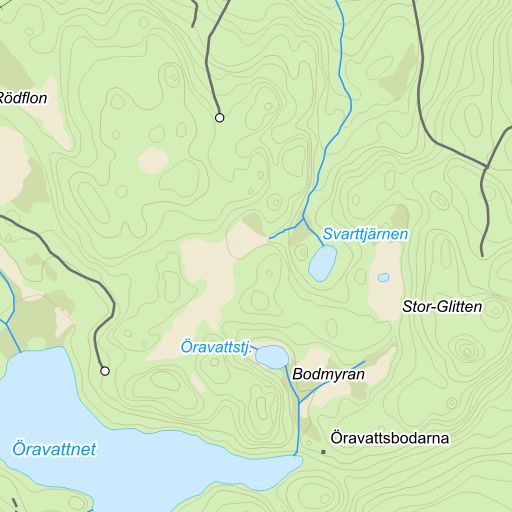 Rödflon
Svarttjärnen
Stor-Glitten
Öravattstj.
Bodmyran
Öravattsbodarna
Öravattnet